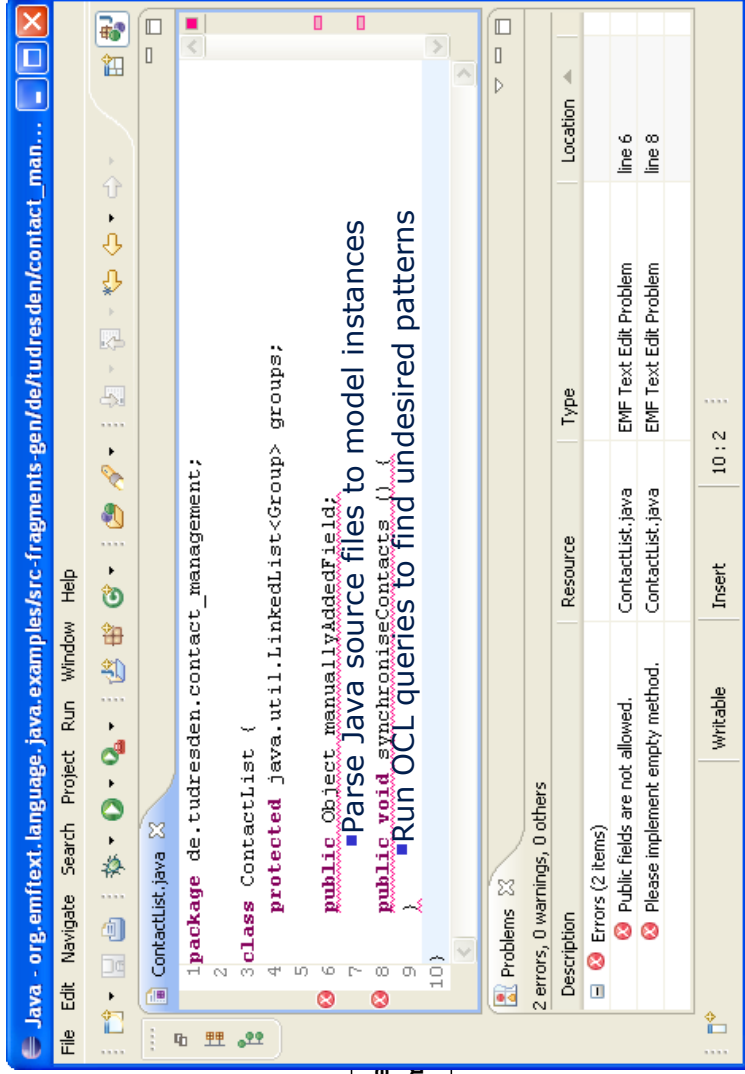 Java - org.emftext.language.java.examples/src-fragments-gen/de/tudresden/contact_man...
File Edit Navigate Search Project Run Window Help
ContactList.java
1 package de.tudresden.contact_management;
2
3 class ContactList {
4 protected java.util.LinkedList<Group> groups;
5
6 public Object manuallyAddedField;
7
▪Parse Java source files to model instances
8 public void synchroniseContacts () {
▪Run OCL queries to find undesired patterns
9 }
10 }
Problems
2 errors, 0 warnings, 0 others
Description Resource Type Location
Errors (2 items)
Public fields are not allowed. ContactList.java EMF Text Edit Problem line 6
Please implement empty method. ContactList.java EMF Text Edit Problem line 8
Writable Insert 10 : 2